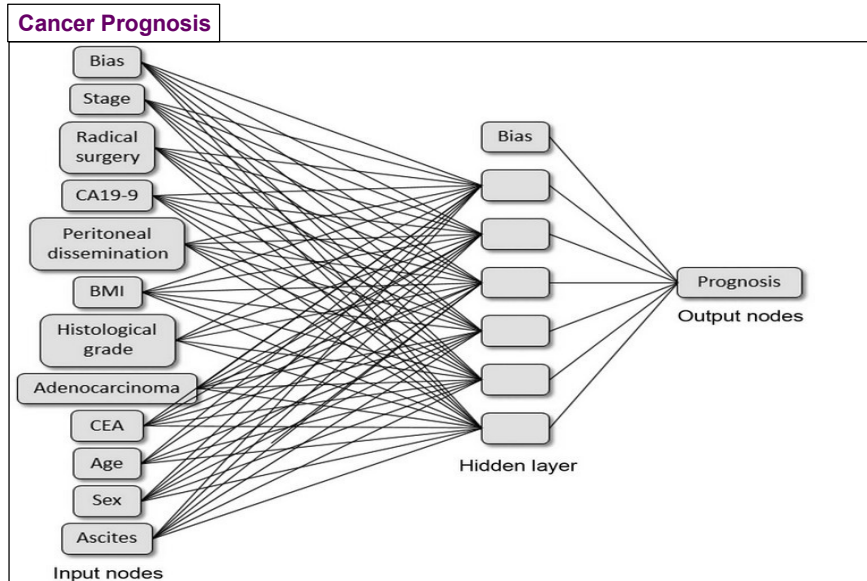 Cancer Prognosis
Bias
Stage
Radical
surgery
CA19-9
Peritoneal
dissemination
BMI
Histological
grade
Adenocarcinoma
CEA
Age
Sex
Ascites
Input nodes
Bias
Hidden layer
Prognosis
Output nodes